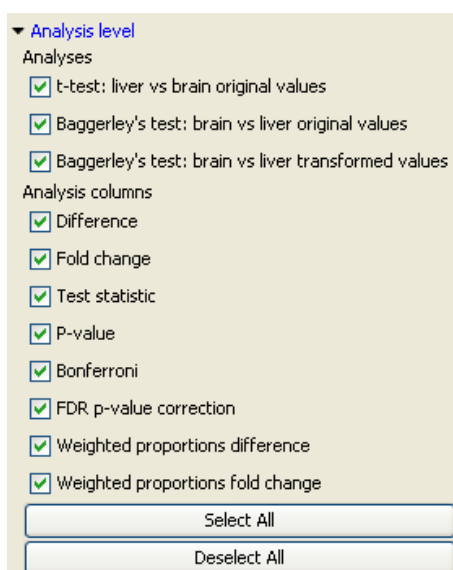 Analysis level
Analyses
t-test: liver vs brain original values
Baggerley's test: brain vs liver original values
Baggerley's test: brain vs liver transformed values
Analysis columns
Difference
Fold change
Test statistic
P-value
Bonferroni
FDR p-value correction
Weighted proportions difference
Weighted proportions fold change
Select All
Deselect All